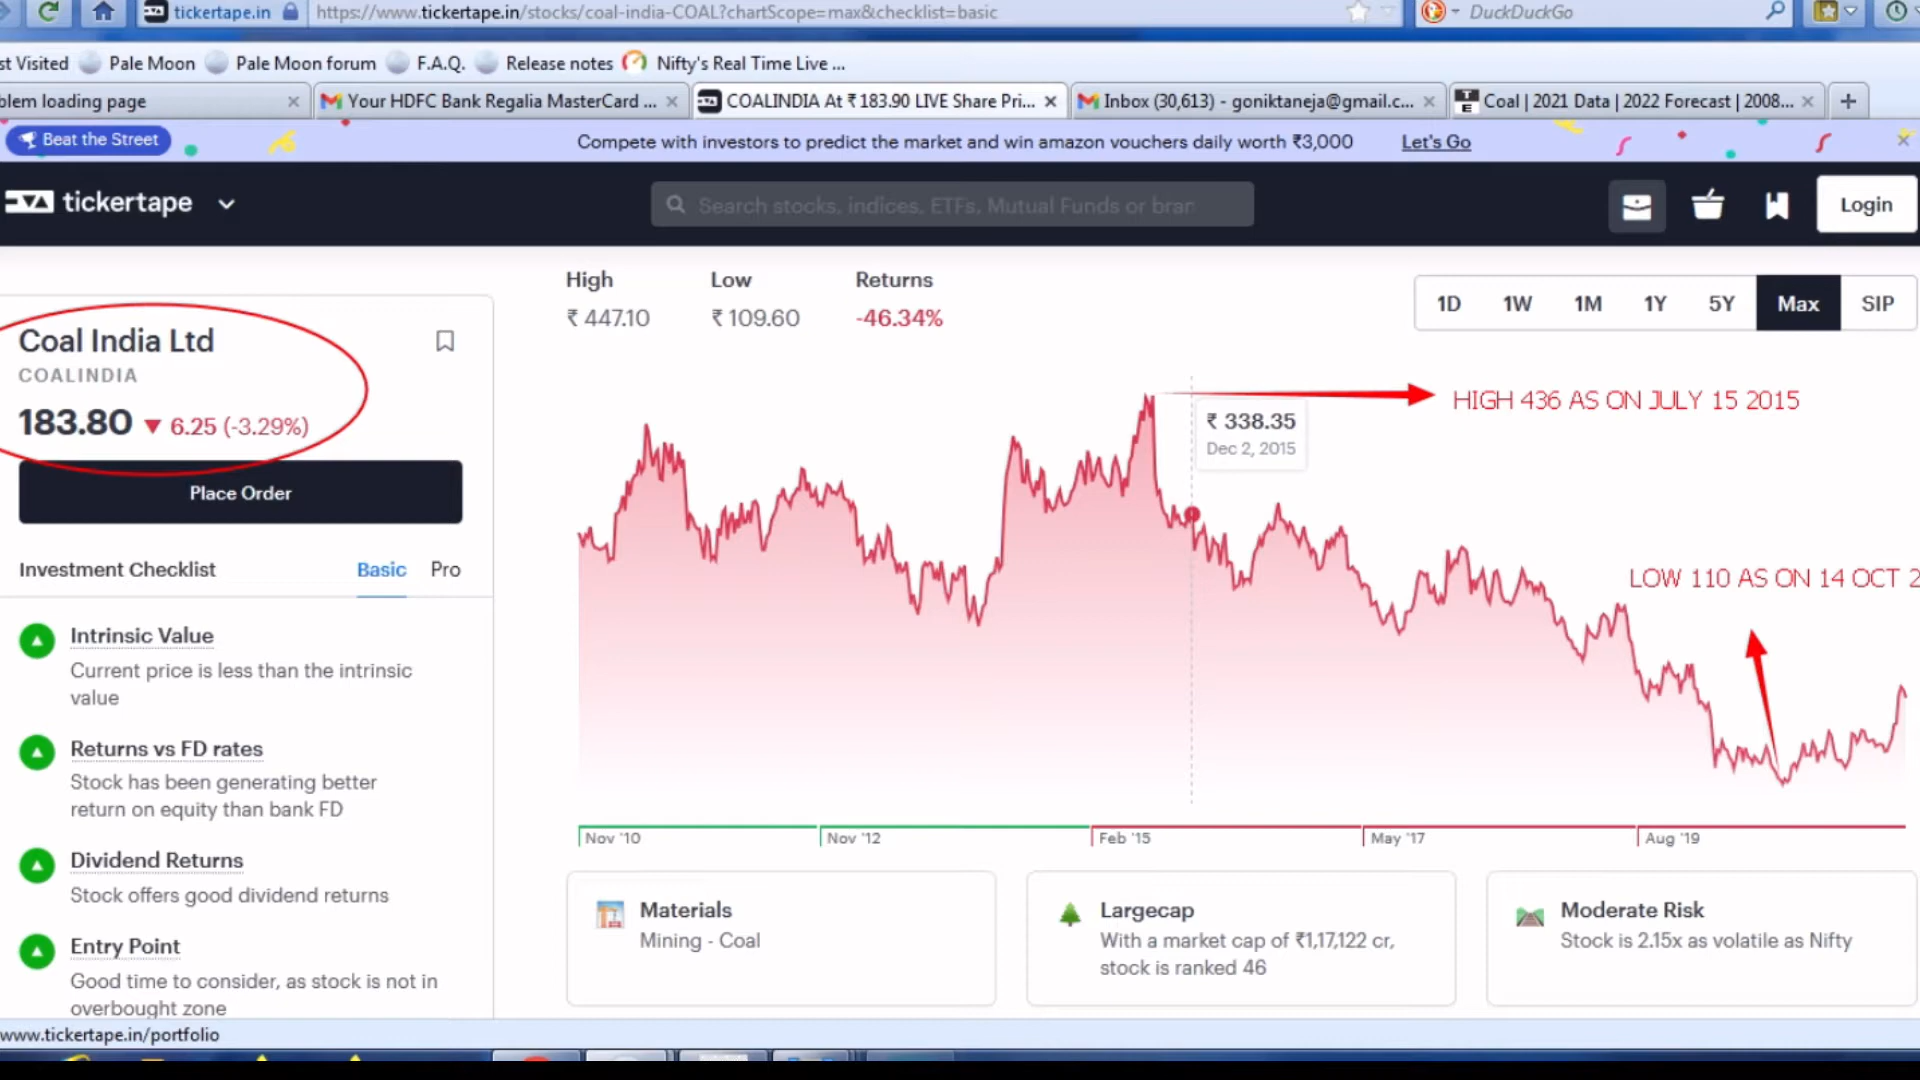 tickertape.in https://www.tickertape.in/stocks/coal-india-COAL?chartScope=max&checklist=basic DuckDuckGo
st Visited Pale Moon Pale Moon forum F.A.Q. Release notes Nifty's Real Time Live ...
blem loading page Your HDFC Bank Regalia MasterCard ... COALINDIA At ₹ 183.90 LIVE Share Pri... Inbox (30,613) - goniktaneja@gmail.c... TE Coal | 2021 Data | 2022 Forecast | 2008...
Beat the Street Compete with investors to predict the market and win amazon vouchers daily worth ₹3,000 Let's Go
tickertape Search stocks, indices, ETFs, Mutual Funds or bran Login
High Low Returns
₹ 447.10 ₹ 109.60 -46.34%
1D 1W 1M 1Y 5Y Max SIP
Coal India Ltd
COALINDIA
183.80 ▼ 6.25 (-3.29%)
Place Order
Investment Checklist Basic Pro
Intrinsic Value
Current price is less than the intrinsic
value
Returns vs FD rates
Stock has been generating better
return on equity than bank FD
Dividend Returns
Stock offers good dividend returns
Entry Point
Good time to consider, as stock is not in
overbought zone
HIGH 436 AS ON JULY 15 2015
₹ 338.35
Dec 2, 2015
LOW 110 AS ON 14 OCT 2
Nov '10 Nov '12 Feb '15 May '17 Aug '19
Materials
Mining - Coal
Largecap
With a market cap of ₹1,17,122 cr,
stock is ranked 46
Moderate Risk
Stock is 2.15x as volatile as Nifty
www.tickertape.in/portfolio